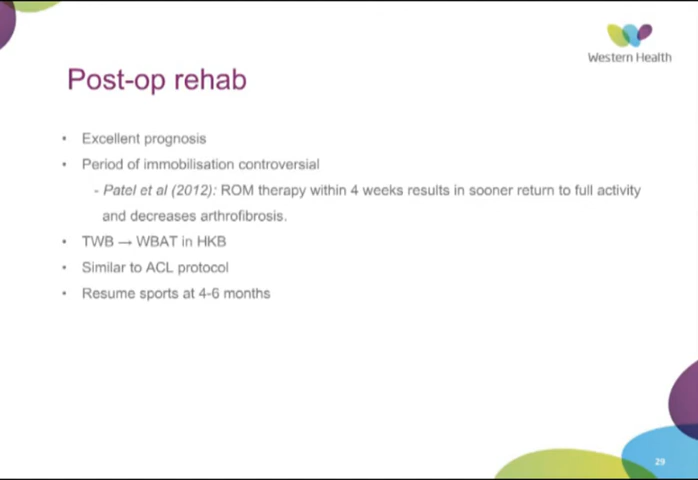 Western Health
Post-op rehab
• Excellent prognosis
• Period of immobilisation controversial
- Patel et al (2012): ROM therapy within 4 weeks results in sooner return to full activity
and decreases arthrofibrosis.
• TWB → WBAT in HKB
• Similar to ACL protocol
• Resume sports at 4-6 months
29